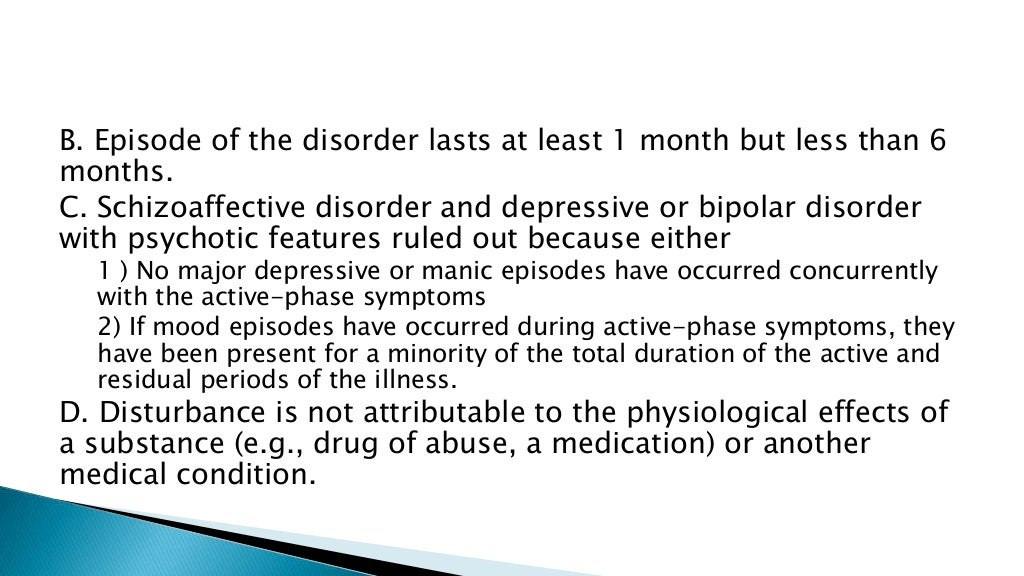 B. Episode of the disorder lasts at least 1 month but less than 6
months.
C. Schizoaffective disorder and depressive or bipolar disorder
with psychotic features ruled out because either
1 ) No major depressive or manic episodes have occurred concurrently
with the active-phase symptoms
2) If mood episodes have occurred during active-phase symptoms, they
have been present for a minority of the total duration of the active and
residual periods of the illness.
D. Disturbance is not attributable to the physiological effects of
a substance (e.g., drug of abuse, a medication) or another
medical condition.